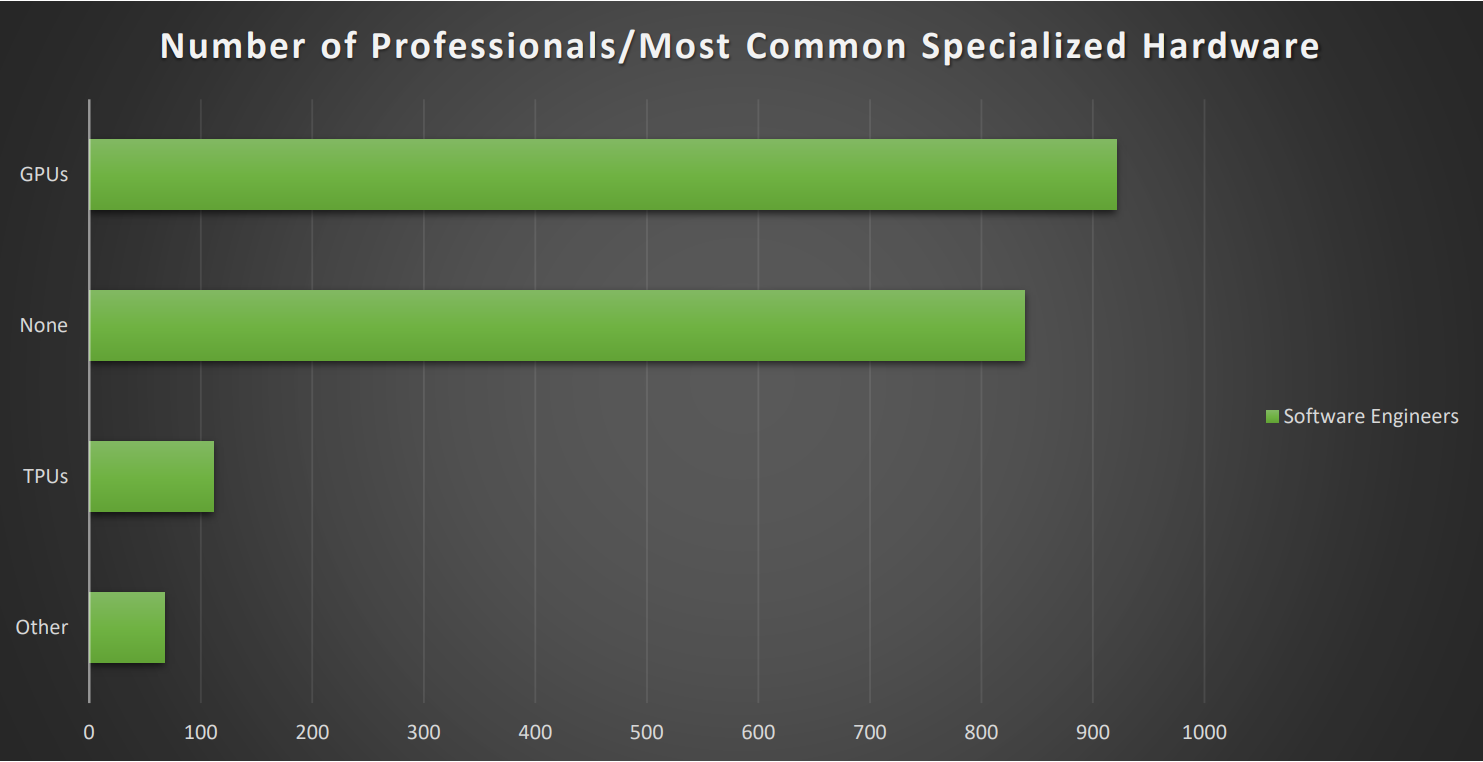 Number of Professionals/Most Common Specialized Hardware
GPUs
None
TPUs
Other
Software Engineers
0 100 200 300 400 500 600 700 800 900 1000